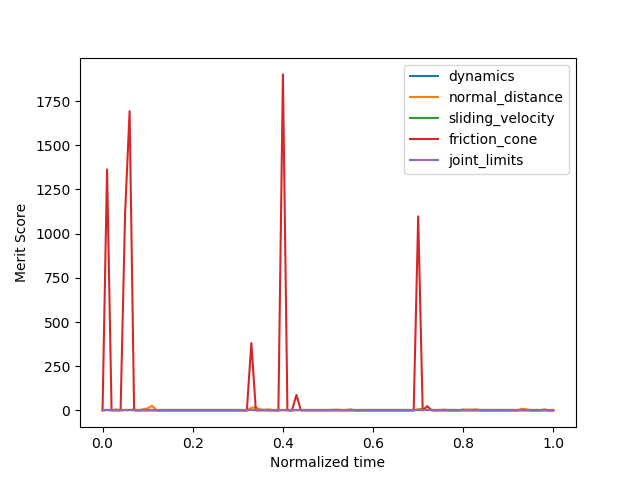 dynamics
normal_distance
sliding_velocity
friction_cone
joint_limits
1750
1500
1250
1000
750
500
250
0
Merit Score
0.0 0.2 0.4 0.6 0.8 1.0
Normalized time